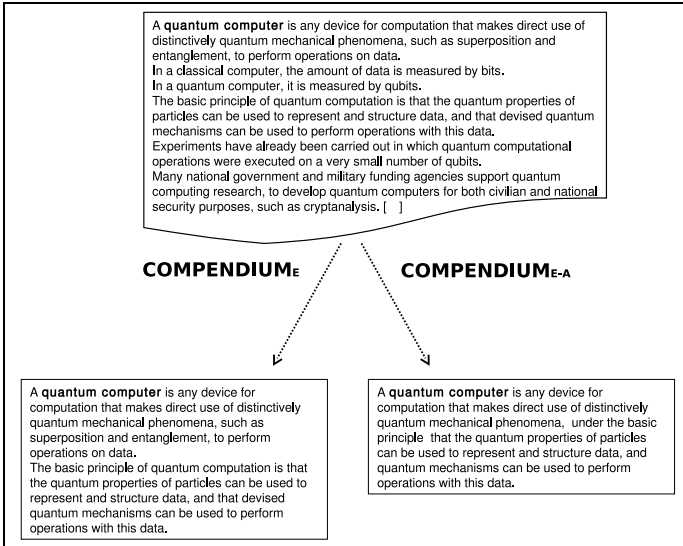 A quantum computer is any device for computation that makes direct use of
distinctively quantum mechanical phenomena, such as superposition and
entanglement, to perform operations on data.
In a classical computer, the amount of data is measured by bits.
In a quantum computer, it is measured by qubits.
The basic principle of quantum computation is that the quantum properties of
particles can be used to represent and structure data, and that devised quantum
mechanisms can be used to perform operations with this data.
Experiments have already been carried out in which quantum computational
operations were executed on a very small number of qubits.
Many national government and military funding agencies support quantum
computing research, to develop quantum computers for both civilian and national
security purposes, such as cryptanalysis. [ ]
COMPENDIUME
COMPENDIUME-A
A quantum computer is any device for
computation that makes direct use of distinctively
quantum mechanical phenomena, such as
superposition and entanglement, to perform
operations on data.
The basic principle of quantum computation is that
the quantum properties of particles can be used to
represent and structure data, and that devised
quantum mechanisms can be used to perform
operations with this data.
A quantum computer is any device for
computation that makes direct use of distinctively
quantum mechanical phenomena, under the basic
principle that the quantum properties of particles
can be used to represent and structure data, and
quantum mechanisms can be used to perform
operations with this data.